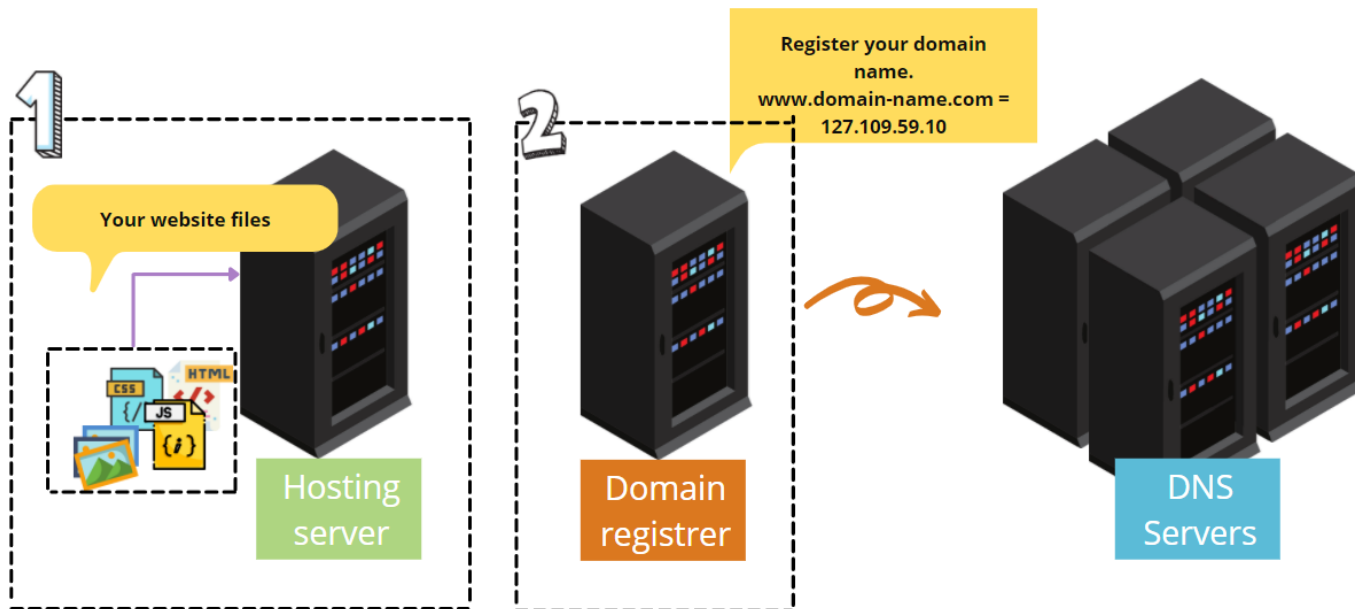 1
2
Register your domain
name.
www.domain-name.com =
127.109.59.10
Your website files
HTML
CSS
{/
JS
{i}
Hosting
server
Domain
registrer
DNS
Servers